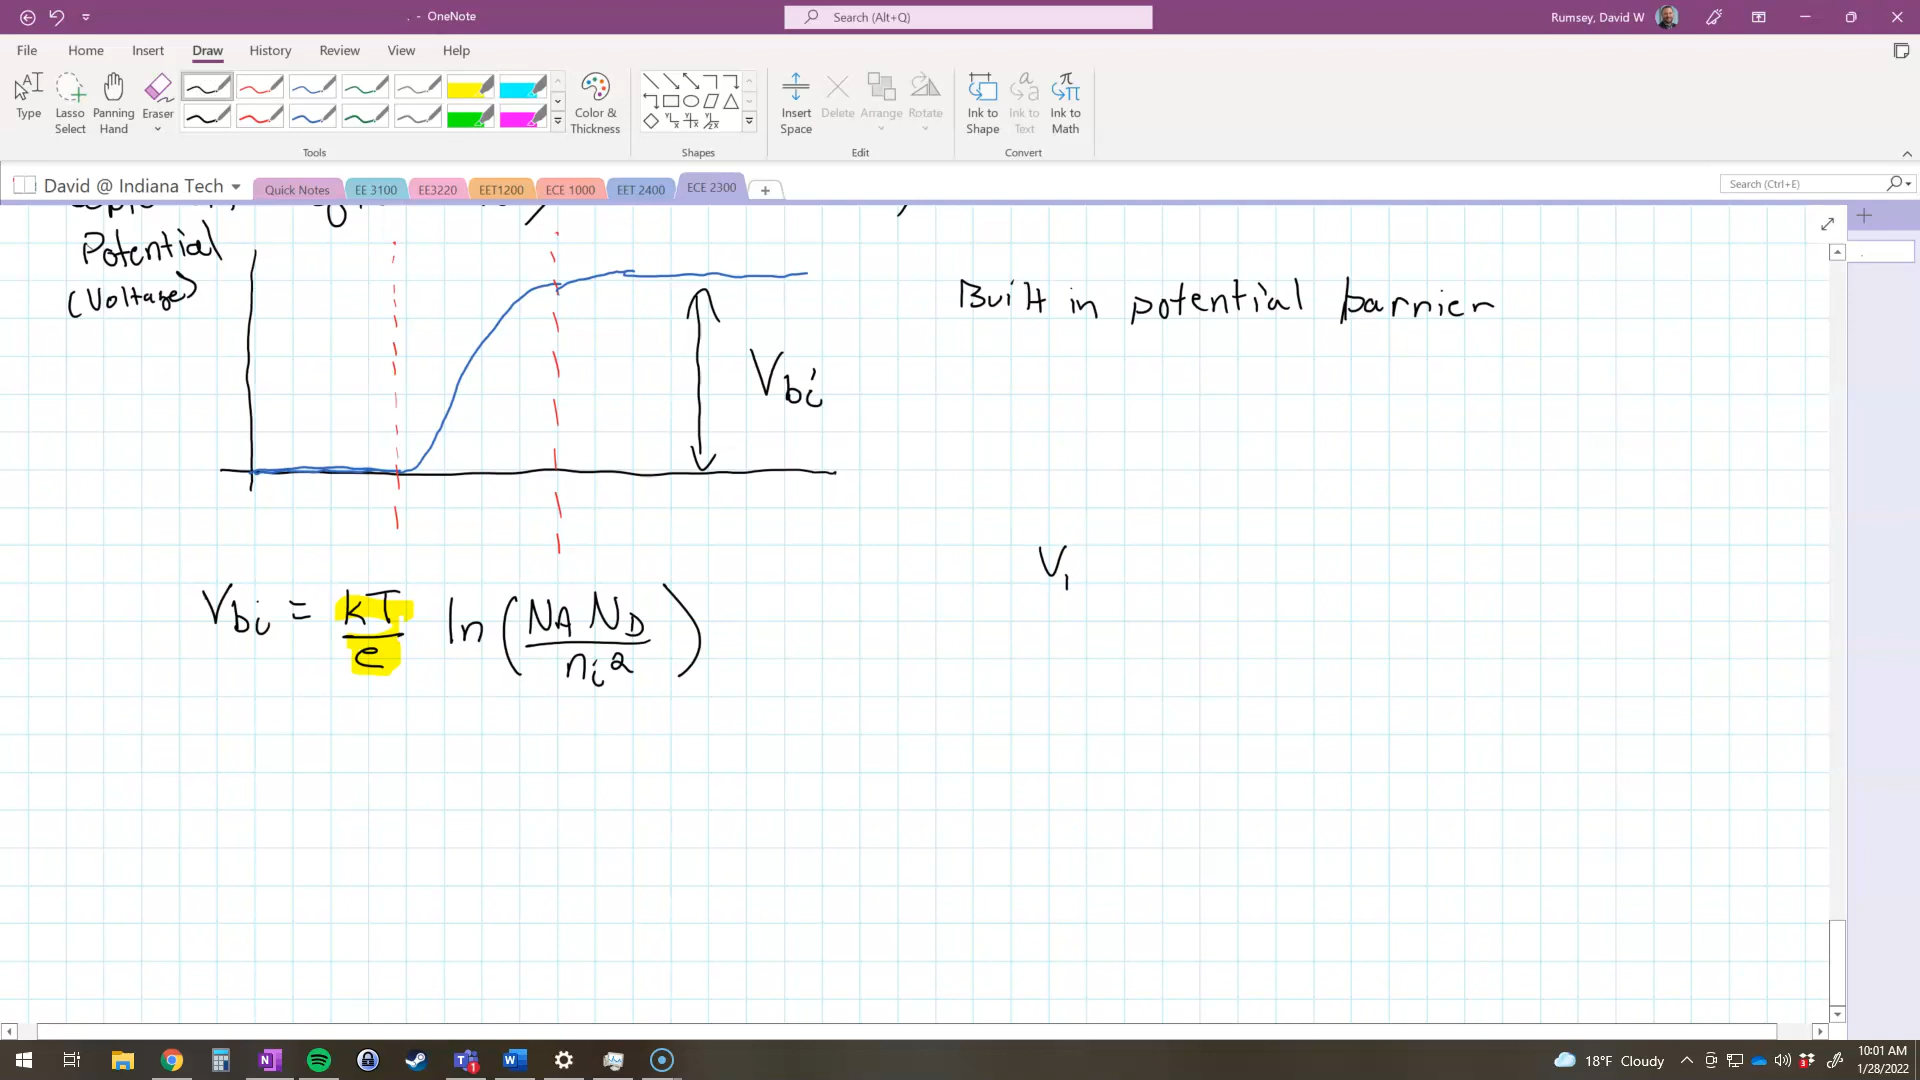 . - OneNote
Search (Alt+Q)
Rumsey, David W
File Home Insert Draw History Review View Help
Type
Lasso Select
Panning Hand
Eraser
Color & Thickness
Insert Space
Delete
Arrange
Rotate
Ink to Shape
Ink to Text
Ink to Math
Tools
Shapes
Edit
Convert
David @ Indiana Tech
Quick Notes
EE 3100
EE3220
EET1200
ECE 1000
EET 2400
ECE 2300
Search (Ctrl+E)
Potential
(Voltage)
Built in potential barrier
Vbi
V
Vbi = kT/e ln(NA ND/ni2)
18°F Cloudy
10:01 AM
1/28/2022